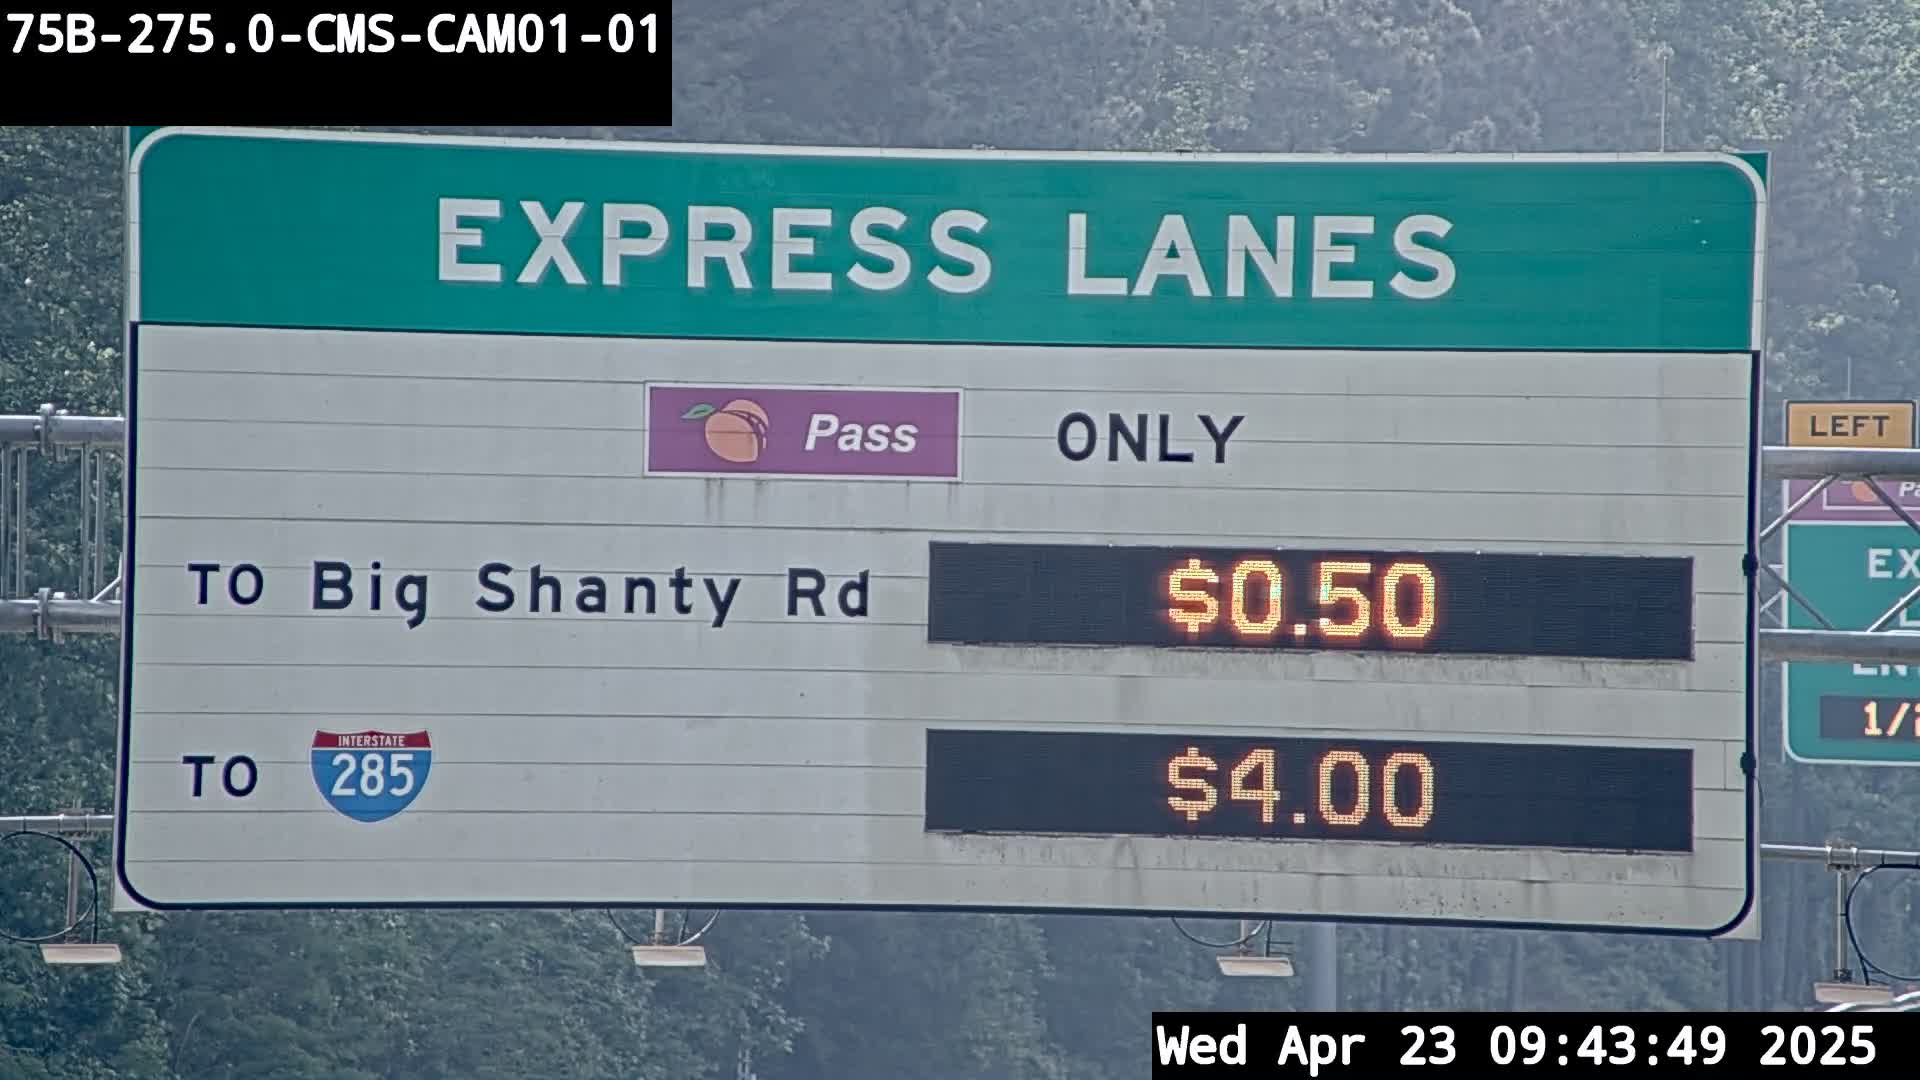 75B-275.0-CMS-CAM01-01
EXPRESS LANES
Pass ONLY
TO Big Shanty Rd $0.50
TO INTERSTATE 285 $4.00
LEFT
Wed Apr 23 09:43:49 2025